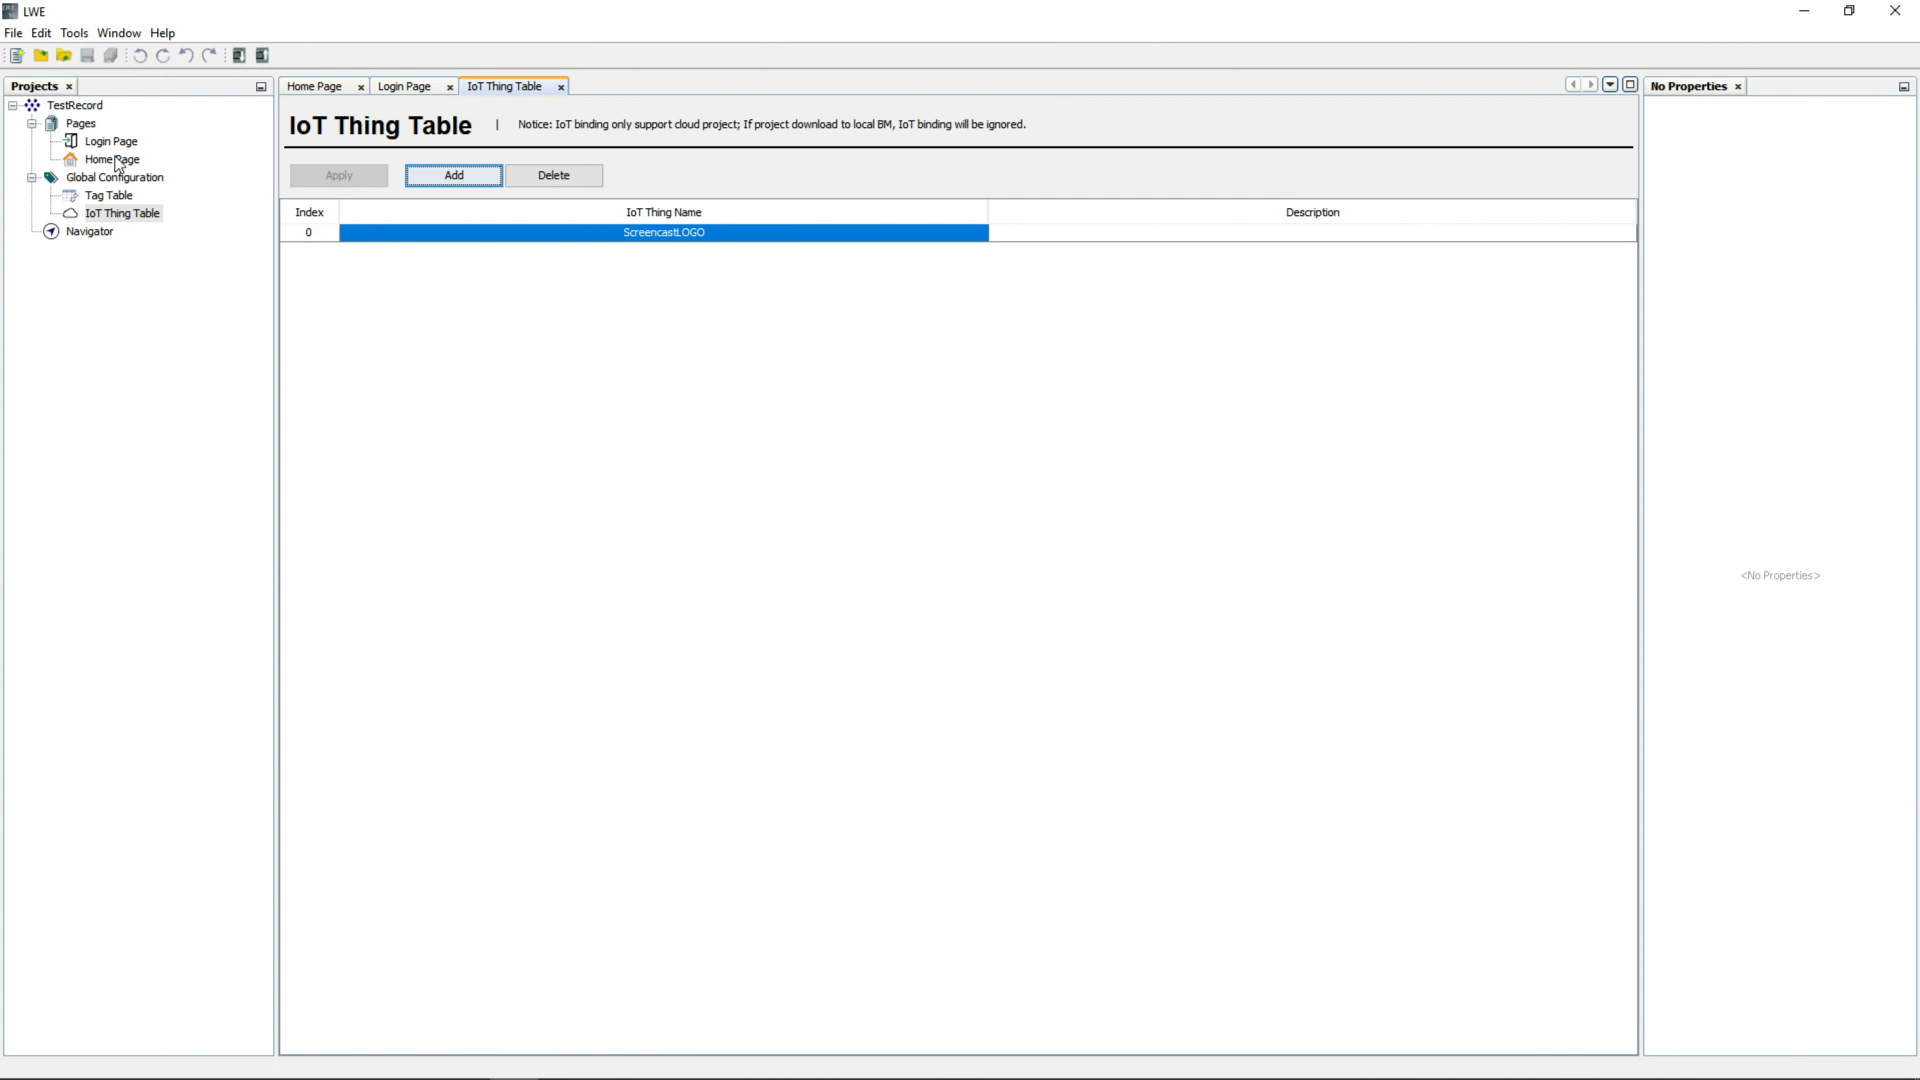 LWE
File Edit Tools Window Help
Projects
TestRecord
Pages
Login Page
Home Page
Global Configuration
Tag Table
IoT Thing Table
Navigator
Home Page Login Page IoT Thing Table
IoT Thing Table | Notice: IoT binding only support cloud project; If project download to local BM, IoT binding will be ignored.
Apply Add Delete
Index IoT Thing Name Description
0 ScreencastLOGO
No Properties
<No Properties>